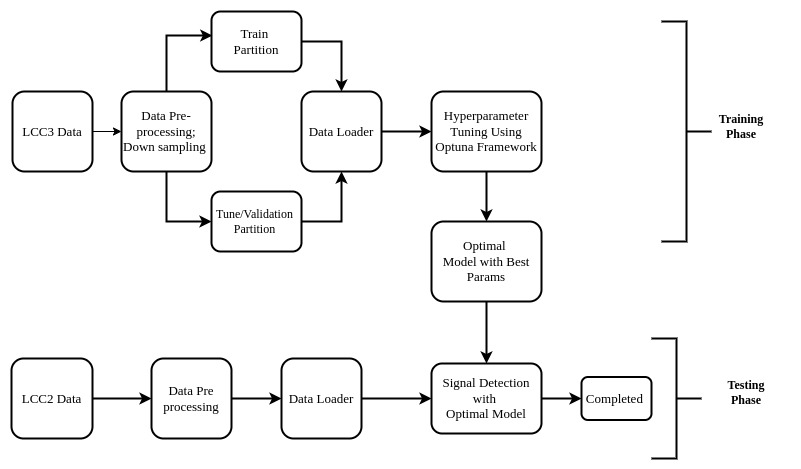 Train
Partition
LCC3 Data
Data Pre-
processing;
Down sampling
Data Loader
Hyperparameter
Tuning Using
Optuna Framework
Training
Phase
Tune/Validation
Partition
Optimal
Model with Best
Params
LCC2 Data
Data Pre
processing
Data Loader
Signal Detection
with
Optimal Model
Completed
Testing
Phase